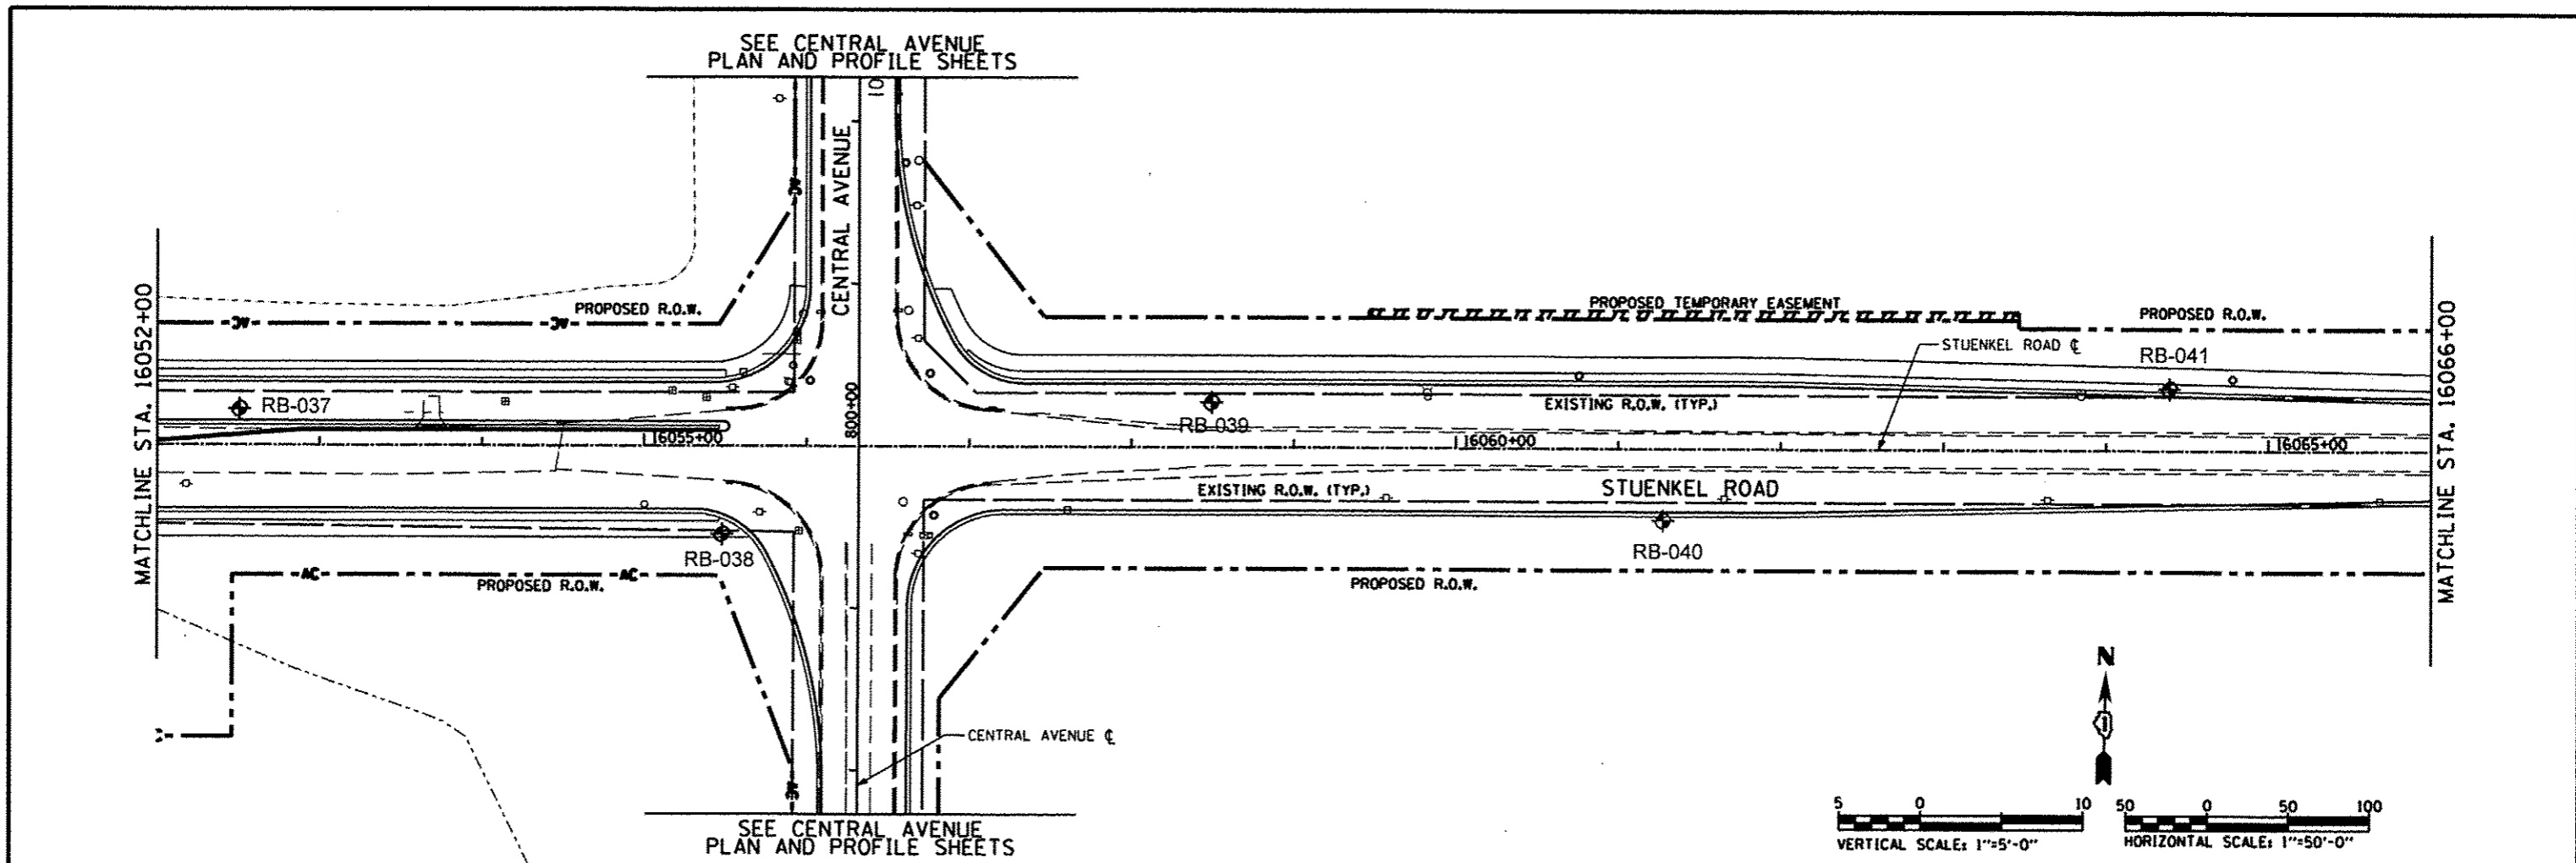 SEE CENTRAL AVENUE
PLAN AND PROFILE SHEETS
10
CENTRAL AVENUE
MATCHLINE STA. 16052+00
PROPOSED R.O.W.
PROPOSED TEMPORARY EASEMENT
PROPOSED R.O.W.
STUENKEL ROAD ℄
RB-041
MATCHLINE STA. 16066+00
RB-037
800+00
RB-039
EXISTING R.O.W. (TYP.)
16055+00
16060+00
16065+00
EXISTING R.O.W. (TYP.)
STUENKEL ROAD
RB-038
RB-040
AC
AC
PROPOSED R.O.W.
PROPOSED R.O.W.
N
CENTRAL AVENUE ℄
5 0 10
VERTICAL SCALE: 1"=5'-0"
50 0 50 100
HORIZONTAL SCALE: 1"=50'-0"
SEE CENTRAL AVENUE
PLAN AND PROFILE SHEETS